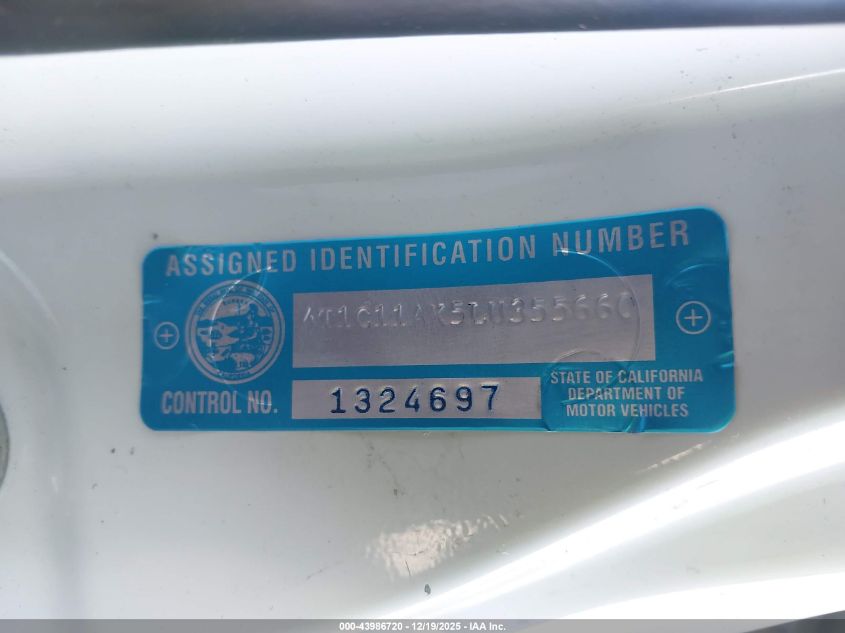 ASSIGNED IDENTIFICATION NUMBER
4T1C11AK5LU355660
CONTROL NO.
1324697
STATE OF CALIFORNIA
DEPARTMENT OF
MOTOR VEHICLES
000-43986720 - 12/19/2025 - IAA Inc.